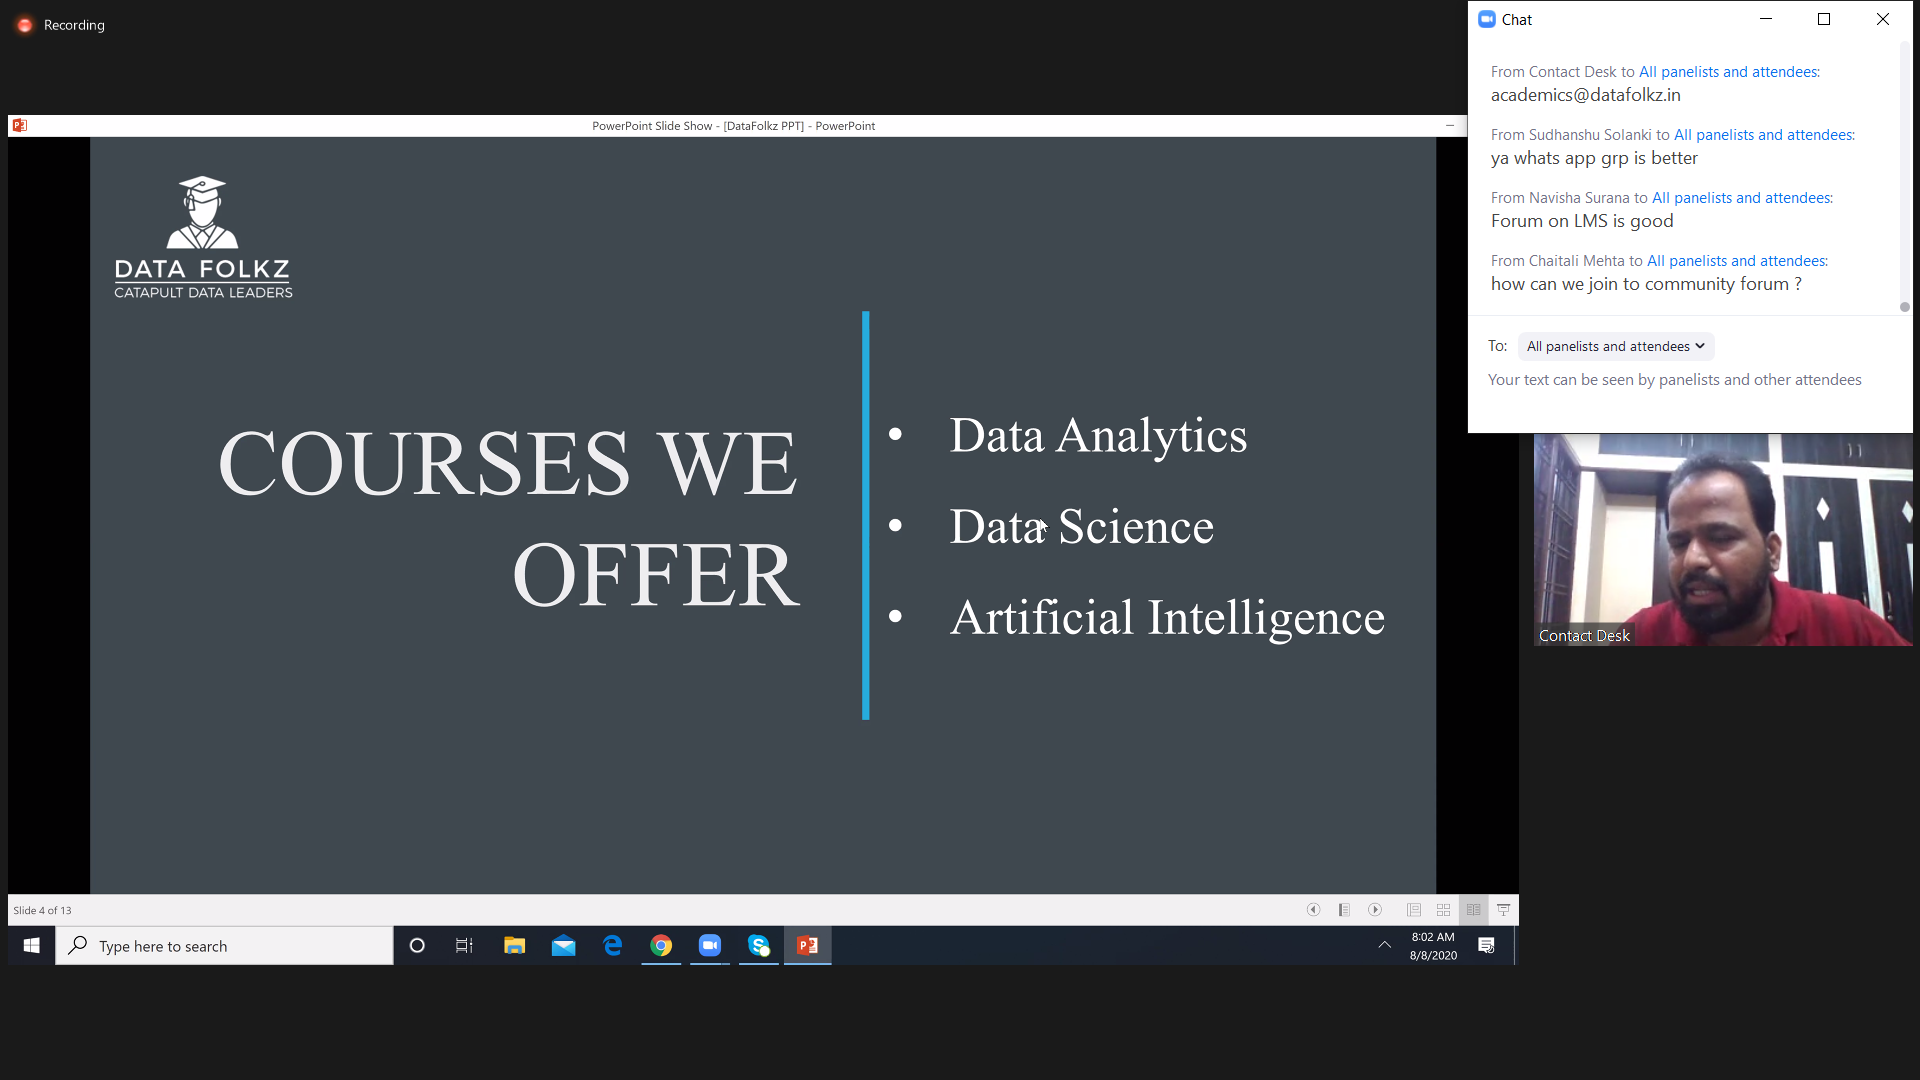 Recording
Chat
From Contact Desk to All panelists and attendees:
academics@datafolkz.in
From Sudhanshu Solanki to All panelists and attendees:
ya whats app grp is better
From Navisha Surana to All panelists and attendees:
Forum on LMS is good
From Chaitali Mehta to All panelists and attendees:
how can we join to community forum ?
To: All panelists and attendees
Your text can be seen by panelists and other attendees
PowerPoint Slide Show - [DataFolkz PPT] - PowerPoint
DATA FOLKZ
CATAPULT DATA LEADERS
COURSES WE
OFFER
• Data Analytics
• Data Science
• Artificial Intelligence
Contact Desk
Slide 4 of 13
Type here to search
8:02 AM
8/8/2020